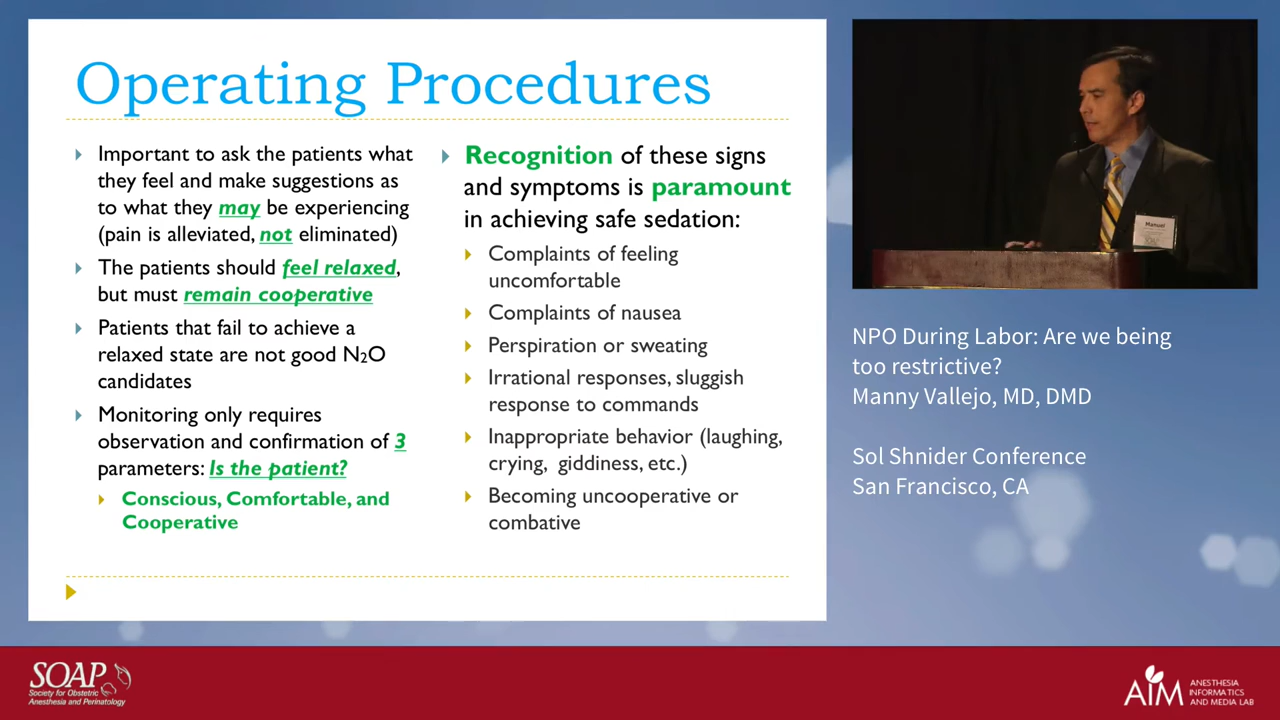 Operating Procedures
Important to ask the patients what
they feel and make suggestions as
to what they may be experiencing
(pain is alleviated, not eliminated)
The patients should feel relaxed,
but must remain cooperative
Patients that fail to achieve a
relaxed state are not good N₂O
candidates
Monitoring only requires
observation and confirmation of 3
parameters: Is the patient?
Conscious, Comfortable, and
Cooperative
Recognition of these signs
and symptoms is paramount
in achieving safe sedation:
Complaints of feeling
uncomfortable
Complaints of nausea
Perspiration or sweating
Irrational responses, sluggish
response to commands
Inappropriate behavior (laughing,
crying, giddiness, etc.)
Becoming uncooperative or
combative
Manuel
NPO During Labor: Are we being
too restrictive?
Manny Vallejo, MD, DMD
Sol Shnider Conference
San Francisco, CA
SOAP
Society for Obstetric
Anesthesia and Perinatology
AIM
ANESTHESIA
INFORMATICS
AND MEDIA LAB